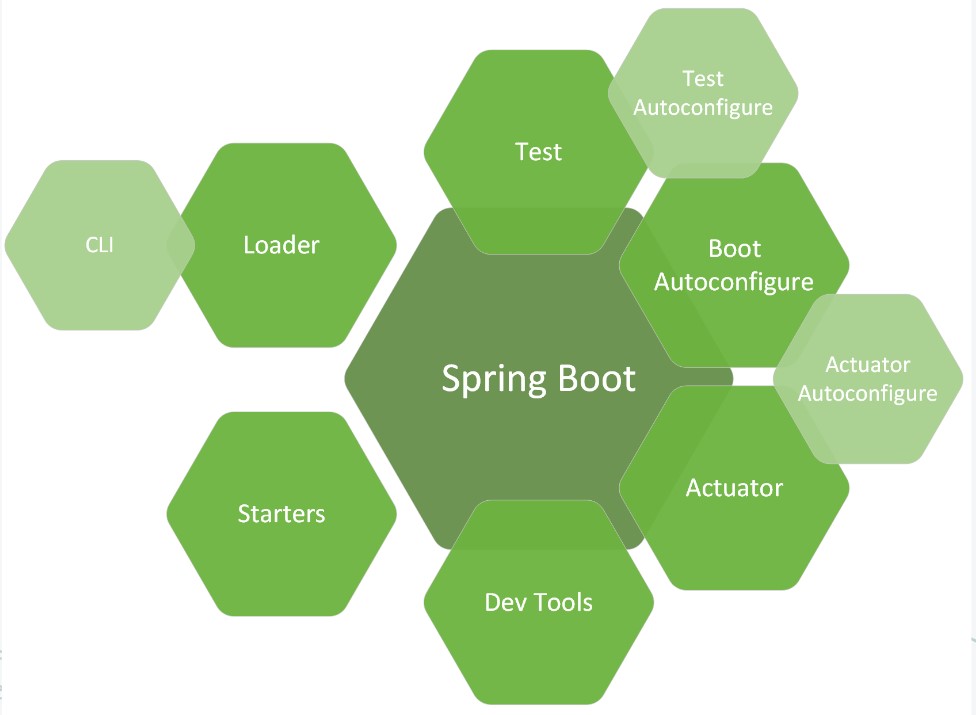 Test
Autoconfigure
Test
Boot
Autoconfigure
CLI
Loader
Spring Boot
Actuator
Autoconfigure
Actuator
Starters
Dev Tools